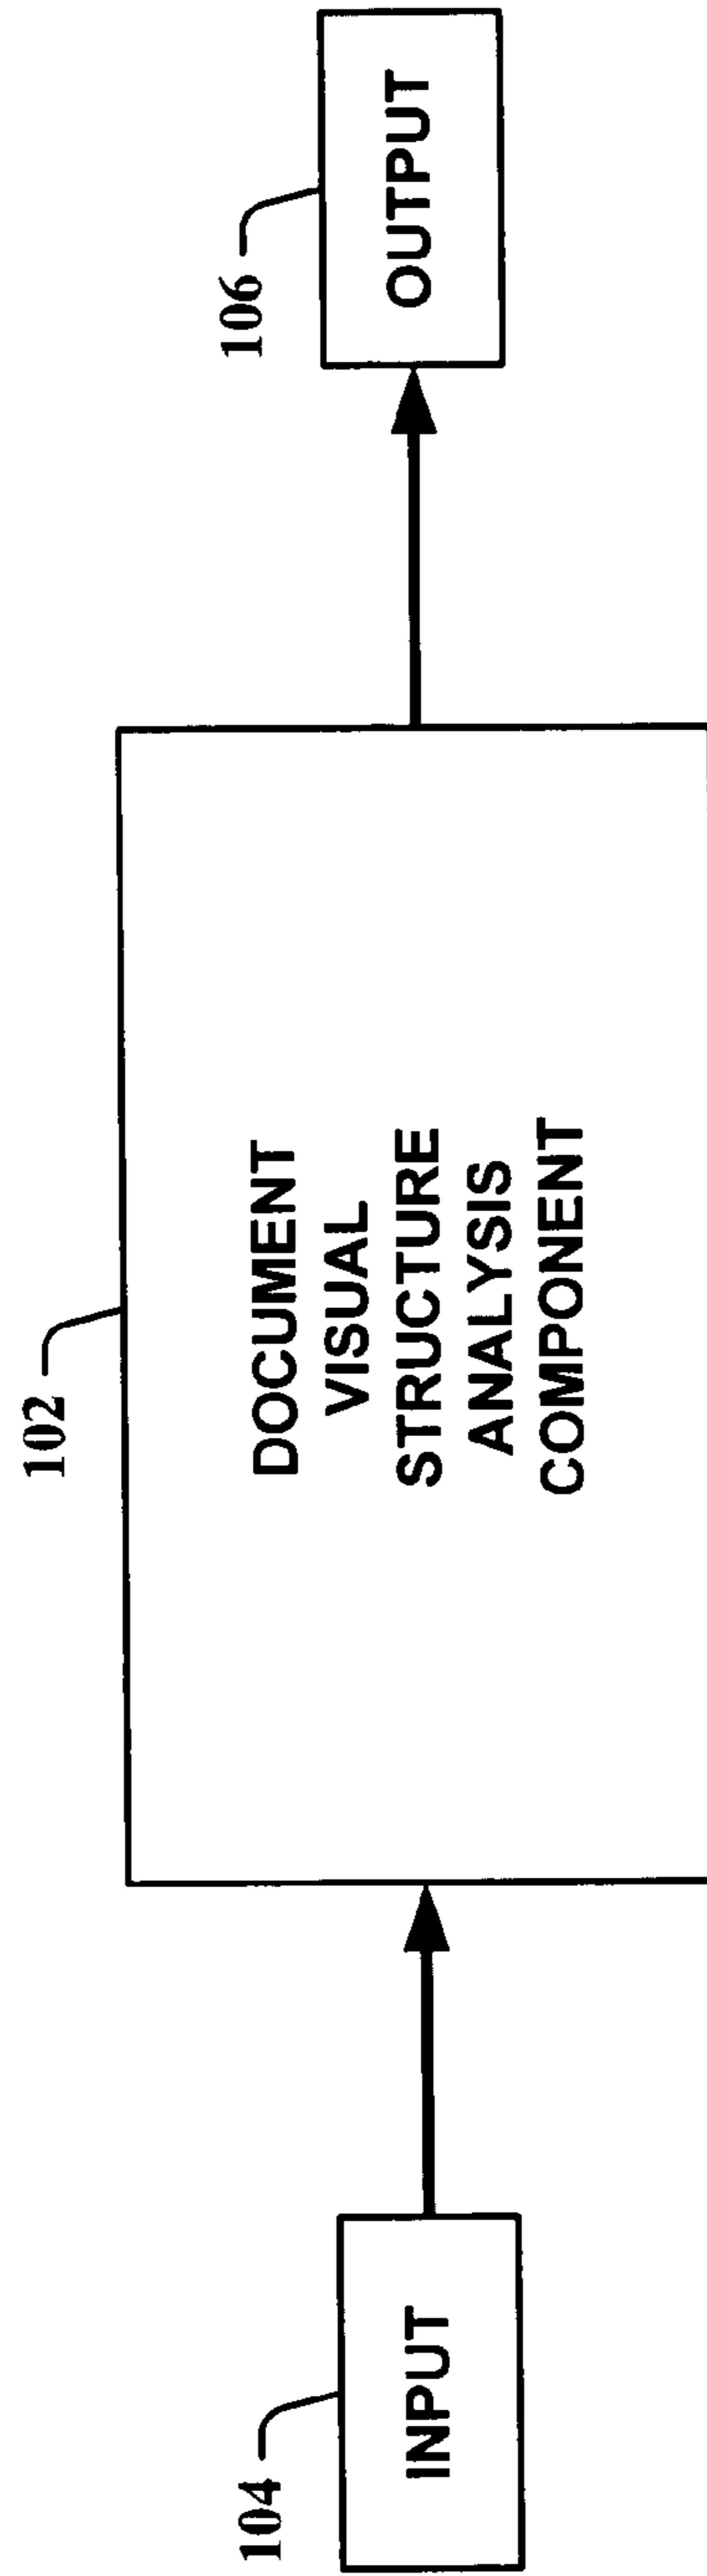 102
106
DOCUMENT
VISUAL
STRUCTURE
ANALYSIS
COMPONENT
OUTPUT
104
INPUT